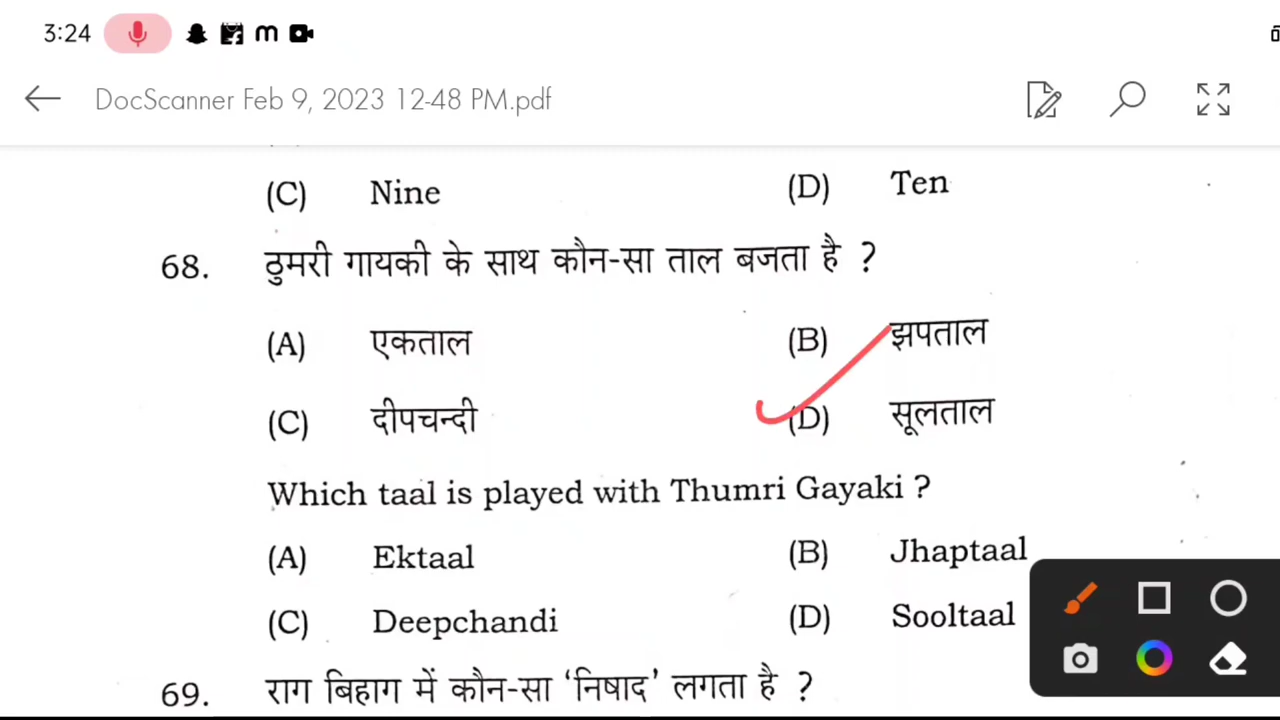 3:24
DocScanner Feb 9, 2023 12-48 PM.pdf
(C) Nine (D) Ten
68. ठुमरी गायकी के साथ कौन-सा ताल बजता है ?
(A) एकताल (B) झपताल
(C) दीपचन्दी (D) सूलताल
Which taal is played with Thumri Gayaki ?
(A) Ektaal (B) Jhaptaal
(C) Deepchandi (D) Sooltaal
69. राग बिहाग में कौन-सा ‘निषाद’ लगता है ?